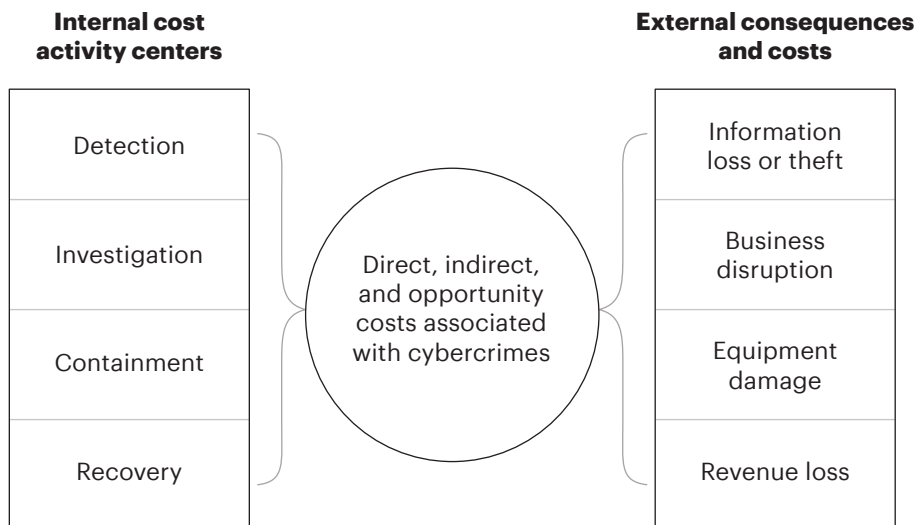 Internal cost
activity centers
Detection
Investigation
Containment
Recovery
Direct, indirect,
and opportunity
costs associated
with cybercrimes
External consequences
and costs
Information
loss or theft
Business
disruption
Equipment
damage
Revenue loss